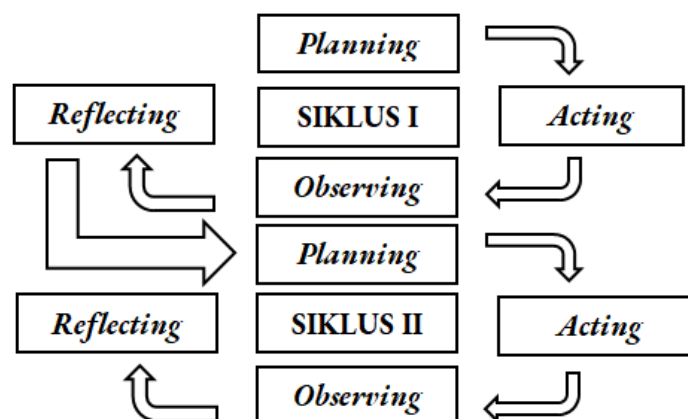 Planning
Reflecting
SIKLUS I
Acting
Observing
Planning
Reflecting
SIKLUS II
Acting
Observing